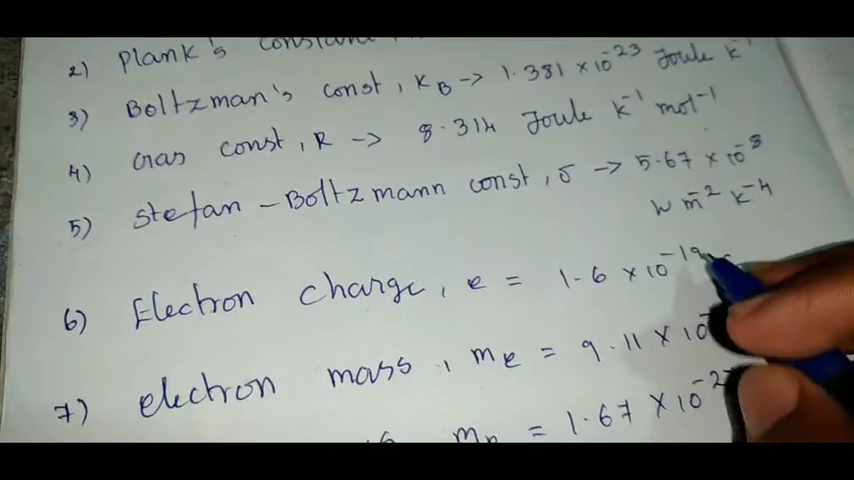 2) Plank's constant
3) Boltzman's const, KB -> 1.381 × 10⁻²³ Joule K⁻¹
4) Gas const, R -> 8.314 Joule K⁻¹ mol⁻¹
5) Stefan - Boltzmann const, σ -> 5.67 × 10⁻⁸
W m⁻² K⁻⁴
6) Electron charge, e = 1.6 × 10⁻¹⁹
7) electron mass, me = 9.11 × 10
= 1.67 × 10⁻²